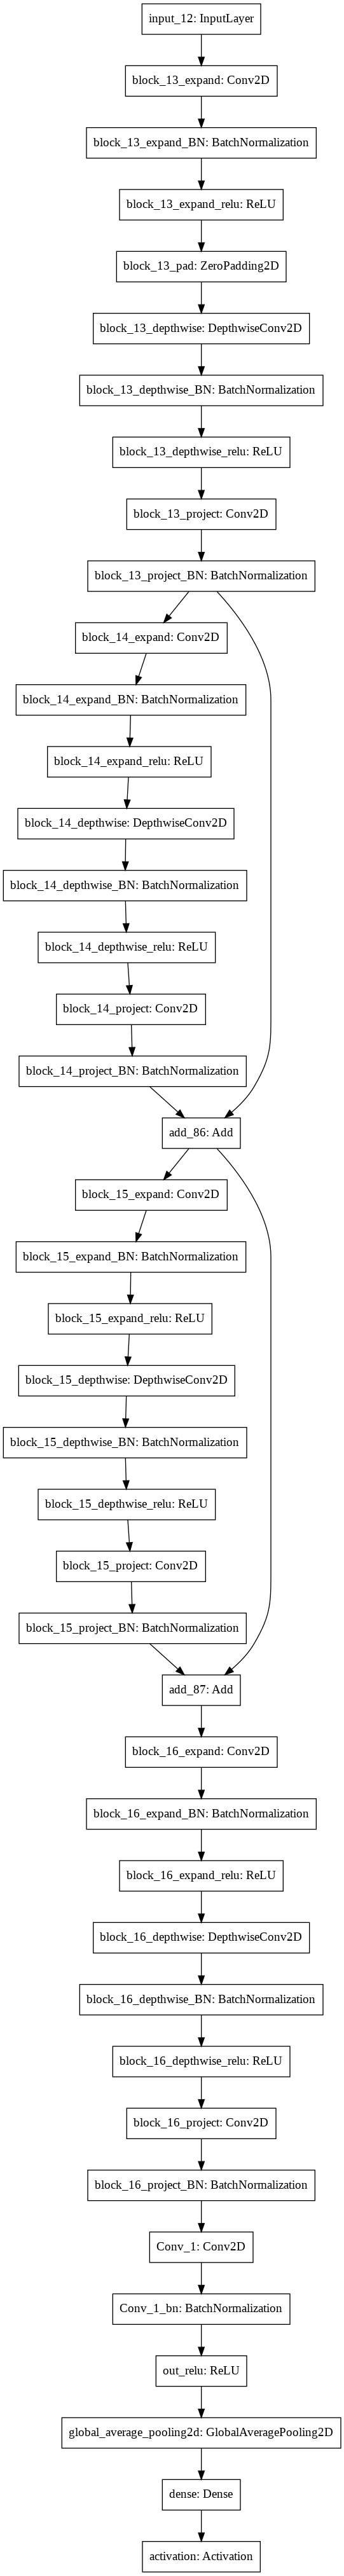 input_12: InputLayer
block_13_expand: Conv2D
block_13_expand_BN: BatchNormalization
block_13_expand_relu: ReLU
block_13_pad: ZeroPadding2D
block_13_depthwise: DepthwiseConv2D
block_13_depthwise_BN: BatchNormalization
block_13_depthwise_relu: ReLU
block_13_project: Conv2D
block_13_project_BN: BatchNormalization
block_14_expand: Conv2D
block_14_expand_BN: BatchNormalization
block_14_expand_relu: ReLU
block_14_depthwise: DepthwiseConv2D
block_14_depthwise_BN: BatchNormalization
block_14_depthwise_relu: ReLU
block_14_project: Conv2D
block_14_project_BN: BatchNormalization
add_86: Add
block_15_expand: Conv2D
block_15_expand_BN: BatchNormalization
block_15_expand_relu: ReLU
block_15_depthwise: DepthwiseConv2D
block_15_depthwise_BN: BatchNormalization
block_15_depthwise_relu: ReLU
block_15_project: Conv2D
block_15_project_BN: BatchNormalization
add_87: Add
block_16_expand: Conv2D
block_16_expand_BN: BatchNormalization
block_16_expand_relu: ReLU
block_16_depthwise: DepthwiseConv2D
block_16_depthwise_BN: BatchNormalization
block_16_depthwise_relu: ReLU
block_16_project: Conv2D
block_16_project_BN: BatchNormalization
Conv_1: Conv2D
Conv_1_bn: BatchNormalization
out_relu: ReLU
global_average_pooling2d: GlobalAveragePooling2D
dense: Dense
activation: Activation